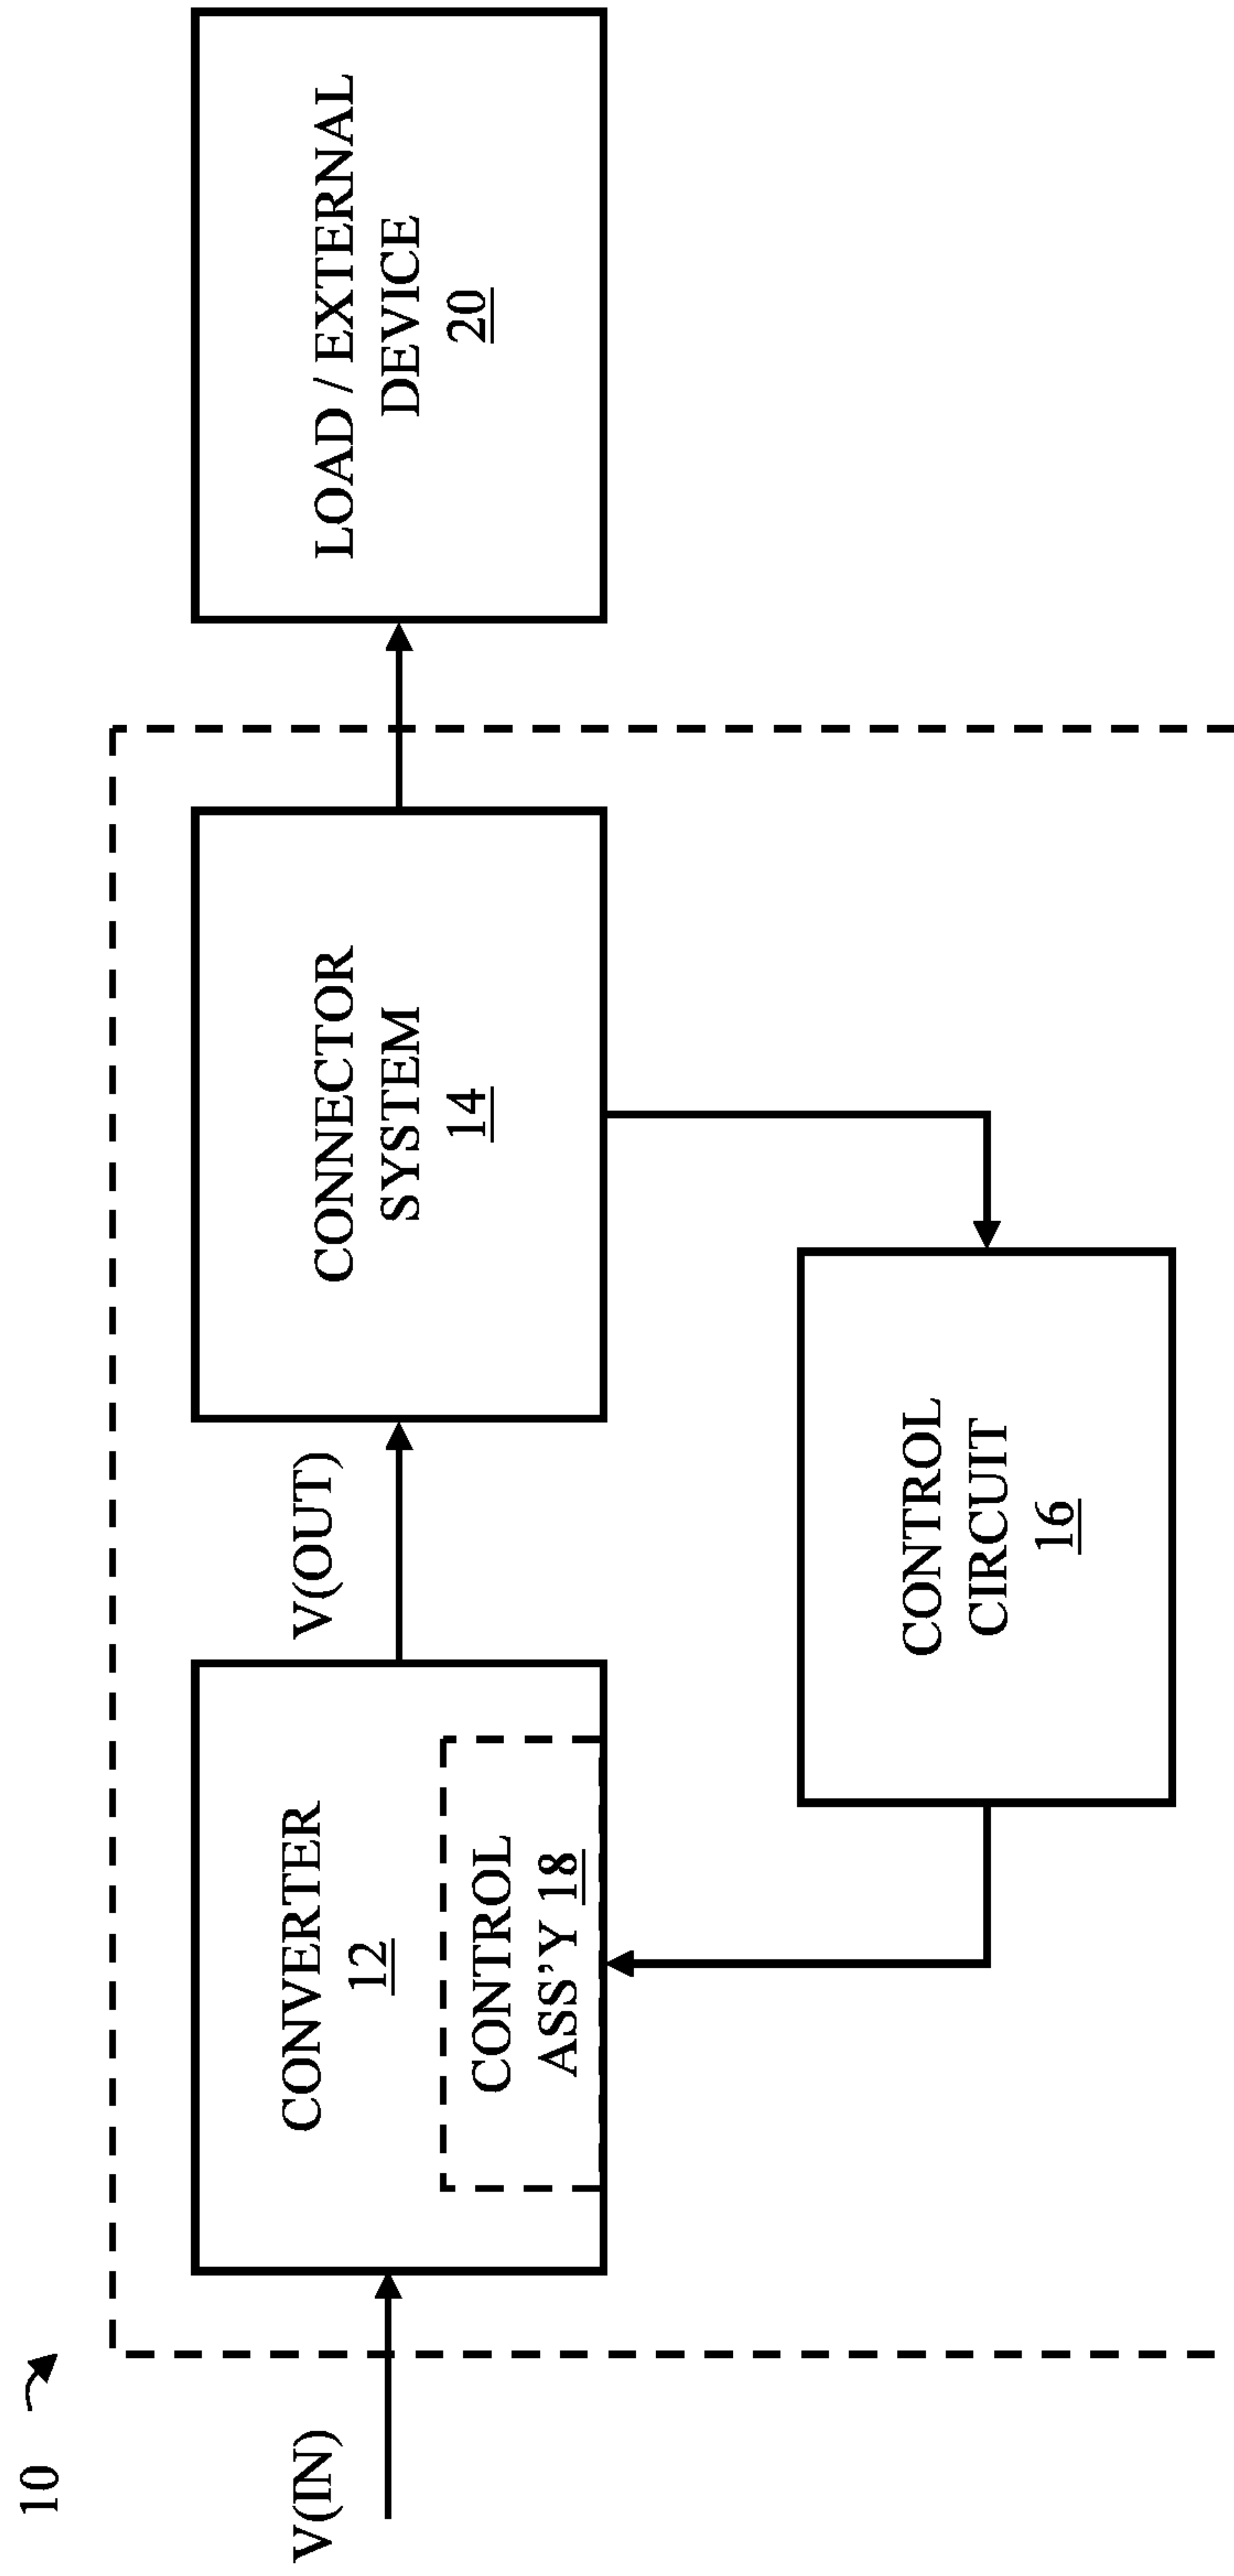 10
V(IN)
CONVERTER
12
CONTROL
ASS'Y 18
V(OUT)
CONNECTOR
SYSTEM
14
CONTROL
CIRCUIT
16
LOAD / EXTERNAL
DEVICE
20